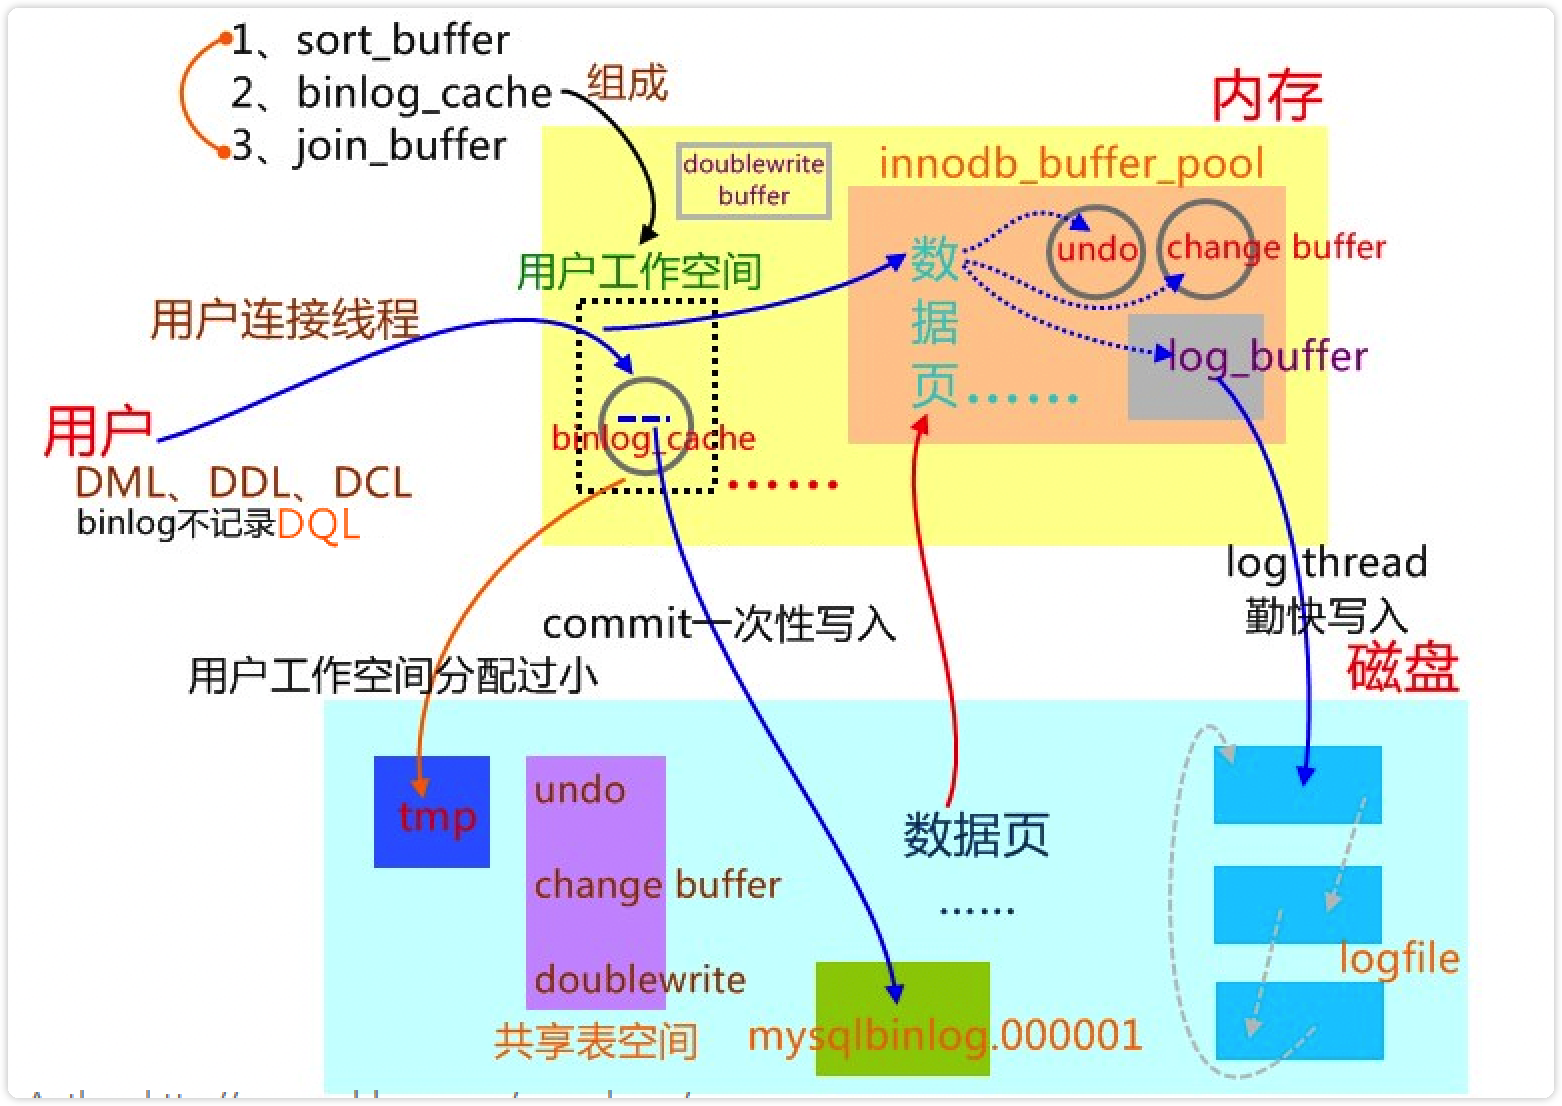 1、sort_buffer
2、binlog_cache
3、join_buffer
组成
内存
doublewrite
buffer
innodb_buffer_pool
用户工作空间
数据页......
undo
change buffer
log_buffer
用户连接线程
用户
DML、DDL、DCL
binlog不记录DQL
binlog_cache
......
log thread
勤快写入
commit一次性写入
用户工作空间分配过小
磁盘
tmp
undo
change buffer
doublewrite
共享表空间
数据页
......
mysqlbinlog.000001
logfile